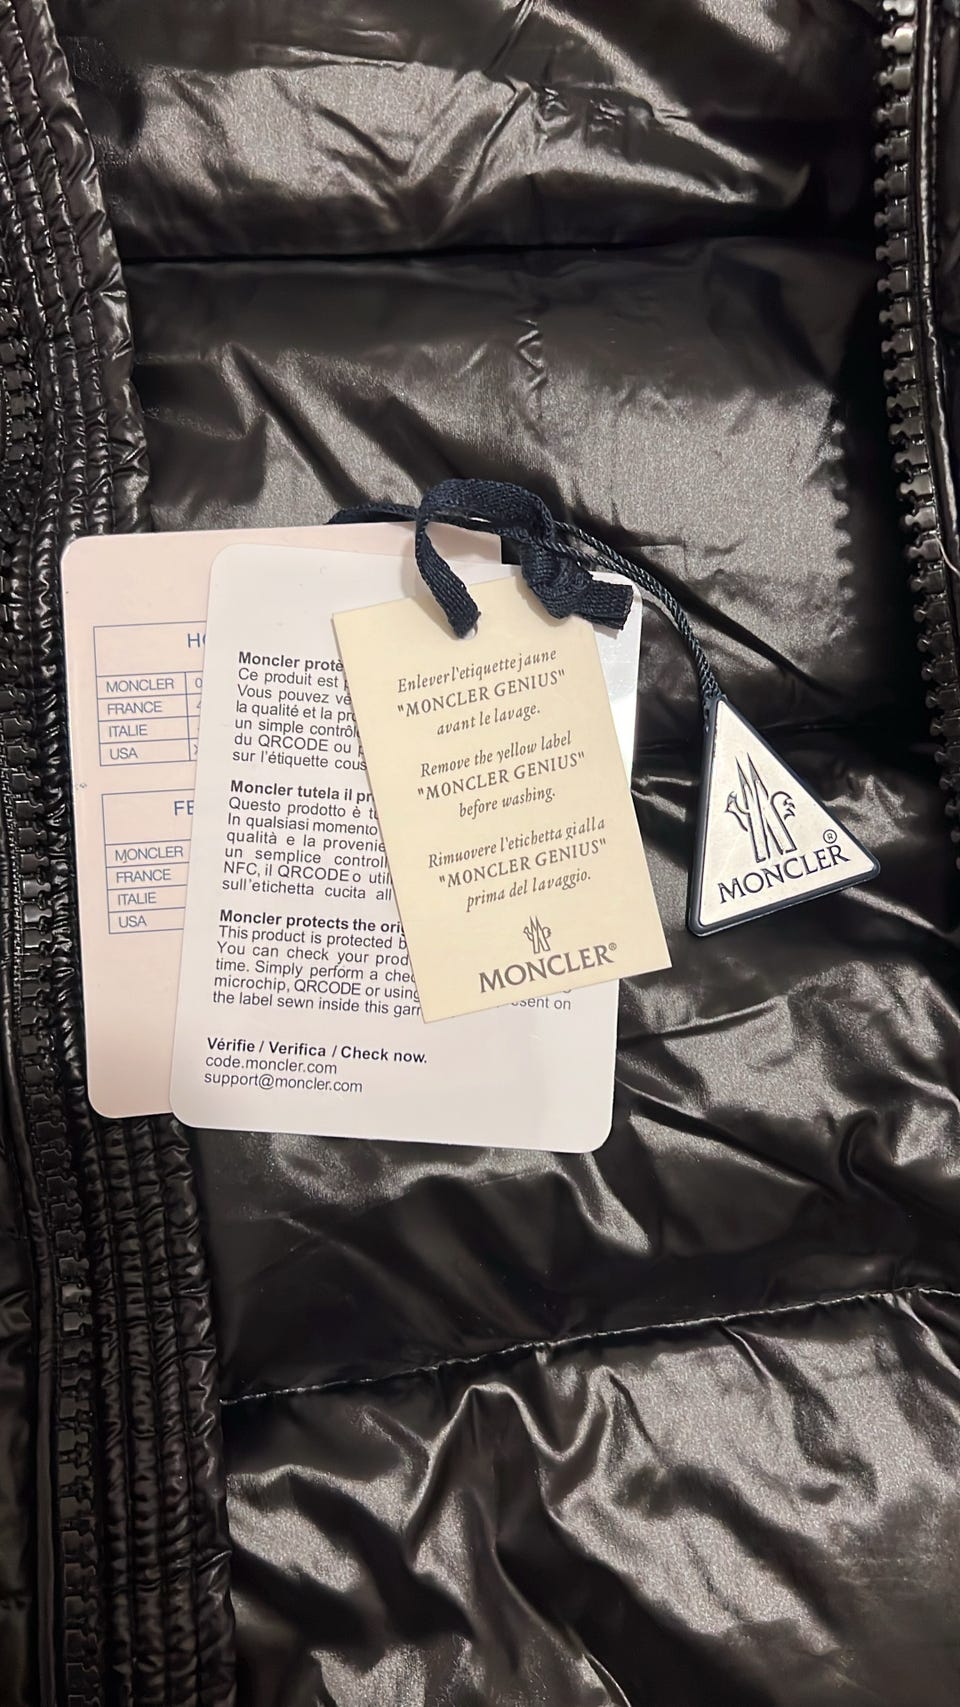 MONCLER
FRANCE
ITALIE
USA
MONCLER
FRANCE
ITALIE
USA
Moncler protè
Ce produit est
Vous pouvez
la qualité et la
un simple contrôl
du QRCODE ou
sur l'étiquette
Moncler tutela il
Questo prodotto è
In qualsiasi momento
qualità e la
un semplice
NFC, il QRCODE o
sull'etichetta cucita
Moncler protects the
This product is protected
You can check your
time. Simply perform a
microchip, QRCODE or using
the label sewn inside this
on
Vérifie / Verifica / Check now.
code.moncler.com
support@moncler.com
Enlever l'etiquette jaune
"MONCLER GENIUS"
avant le lavage.
Remove the yellow label
"MONCLER GENIUS"
before washing.
Rimuovere l'etichetta gialla
"MONCLER GENIUS"
prima del lavaggio.
MONCLER®
MONCLER®